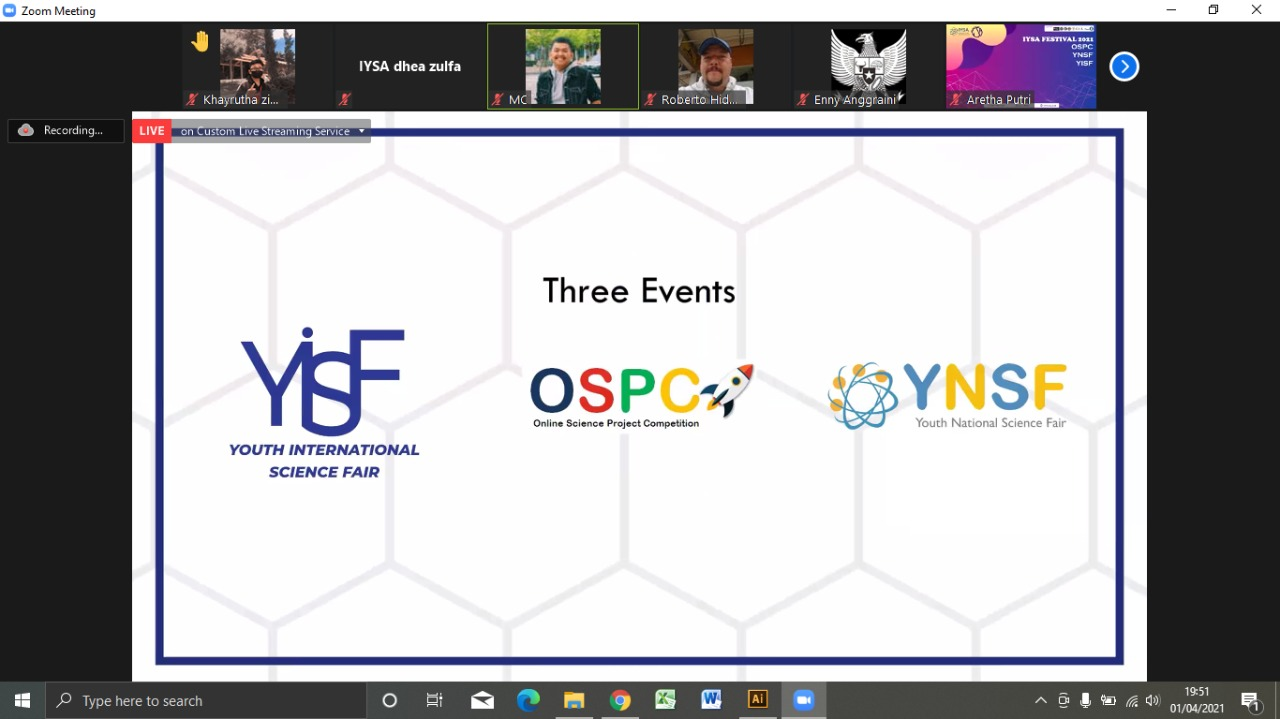 Zoom Meeting
Khayrutha zi...
IYSA dhea zulfa
MC
Roberto Hid...
Enny Anggraini
IYSA FESTIVAL 2021
OSPC
YNSF
YISF
Aretha Putri
Recording...
LIVE on Custom Live Streaming Service
Three Events
YISF
YOUTH INTERNATIONAL
SCIENCE FAIR
OSPC
Online Science Project Competition
YNSF
Youth National Science Fair
Type here to search
Ai
19:51
01/04/2021
1